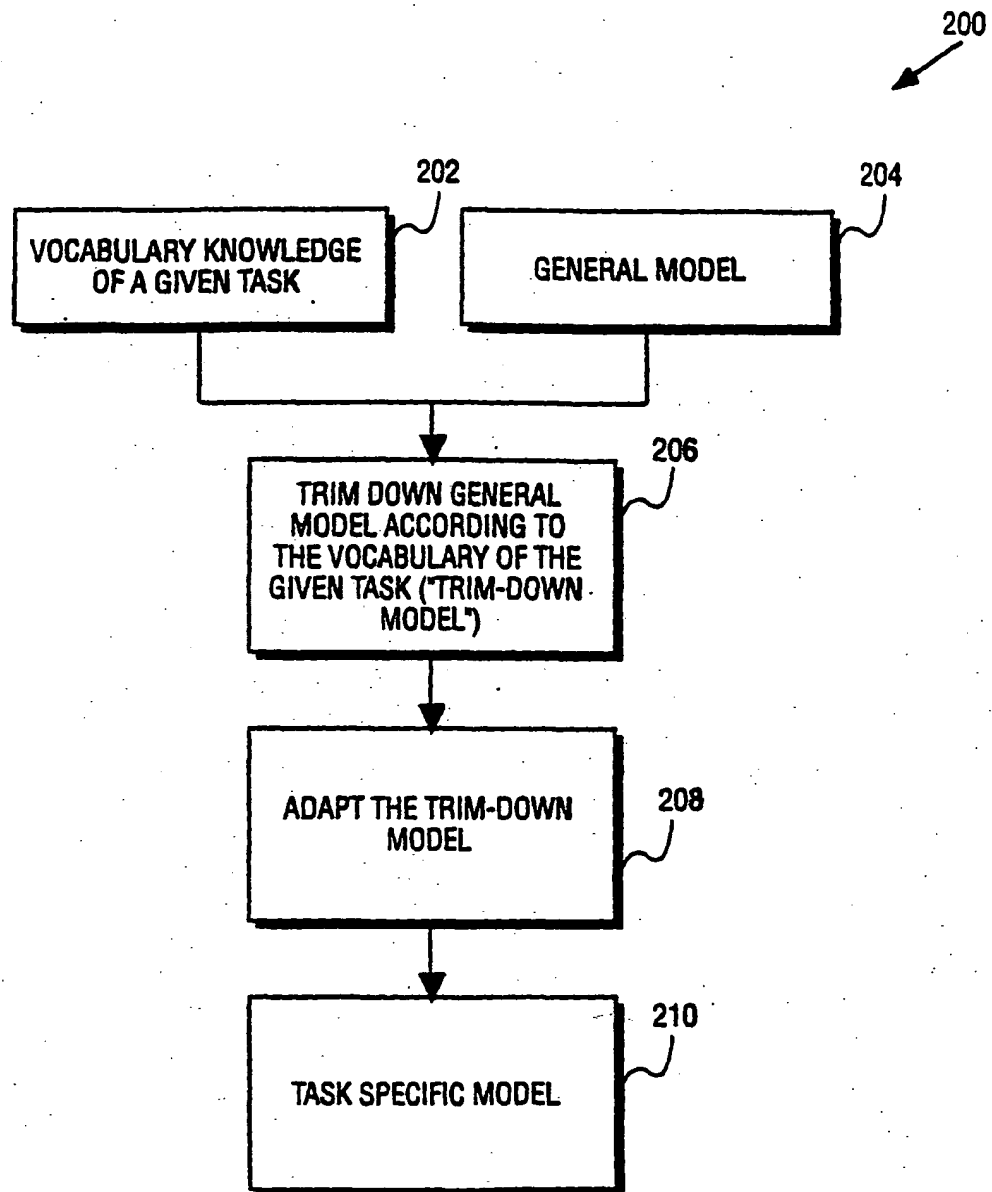 200
202
204
VOCABULARY KNOWLEDGE
OF A GIVEN TASK
GENERAL MODEL
206
TRIM DOWN GENERAL
MODEL ACCORDING TO
THE VOCABULARY OF THE
GIVEN TASK ("TRIM-DOWN
MODEL")
208
ADAPT THE TRIM-DOWN
MODEL
210
TASK SPECIFIC MODEL